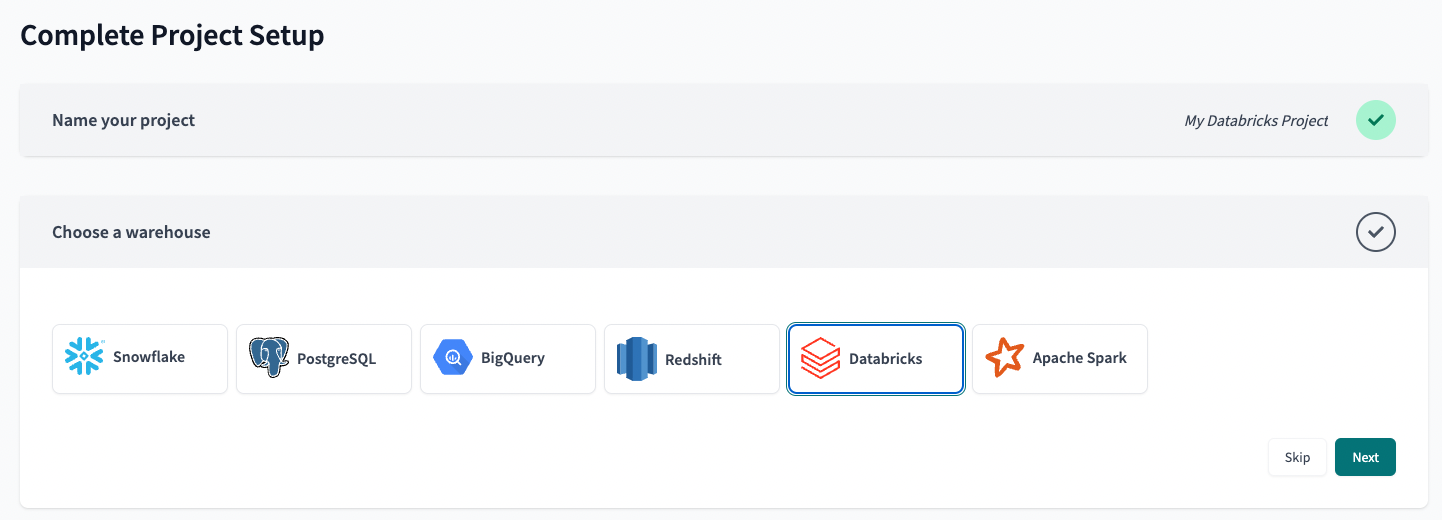 Complete Project Setup
Name your project
My Databricks Project
Choose a warehouse
Snowflake
PostgreSQL
BigQuery
Redshift
Databricks
Apache Spark
Skip
Next